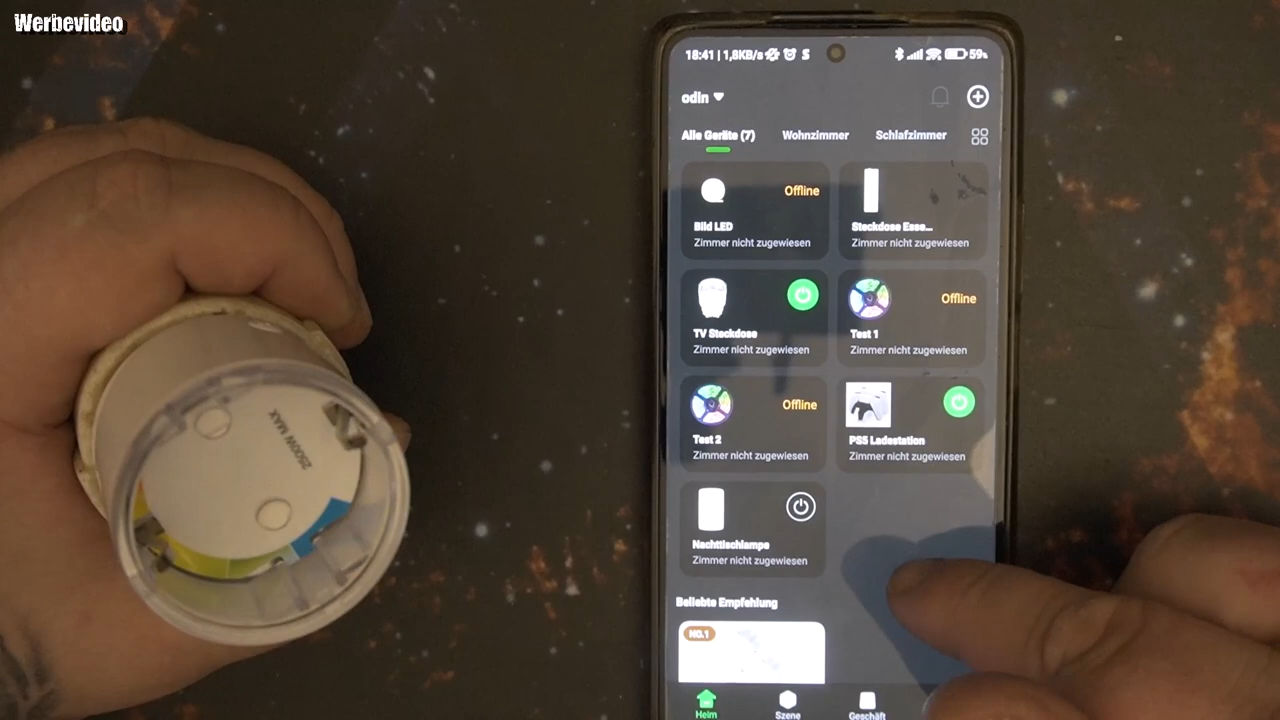 Werbevideo
18:41 | 1,8KB/s
59%
odin
Alle Geräte (7)
Wohnzimmer
Schlafzimmer
Offline
Bild LED
Zimmer nicht zugewiesen
Steckdose Esse...
Zimmer nicht zugewiesen
TV Steckdose
Zimmer nicht zugewiesen
Offline
Test 1
Zimmer nicht zugewiesen
Offline
Test 2
Zimmer nicht zugewiesen
PS5 Ladestation
Zimmer nicht zugewiesen
Nachttischlampe
Zimmer nicht zugewiesen
Beliebte Empfehlung
NO.1
Heim
Szene
Geschäft
2500W MAX